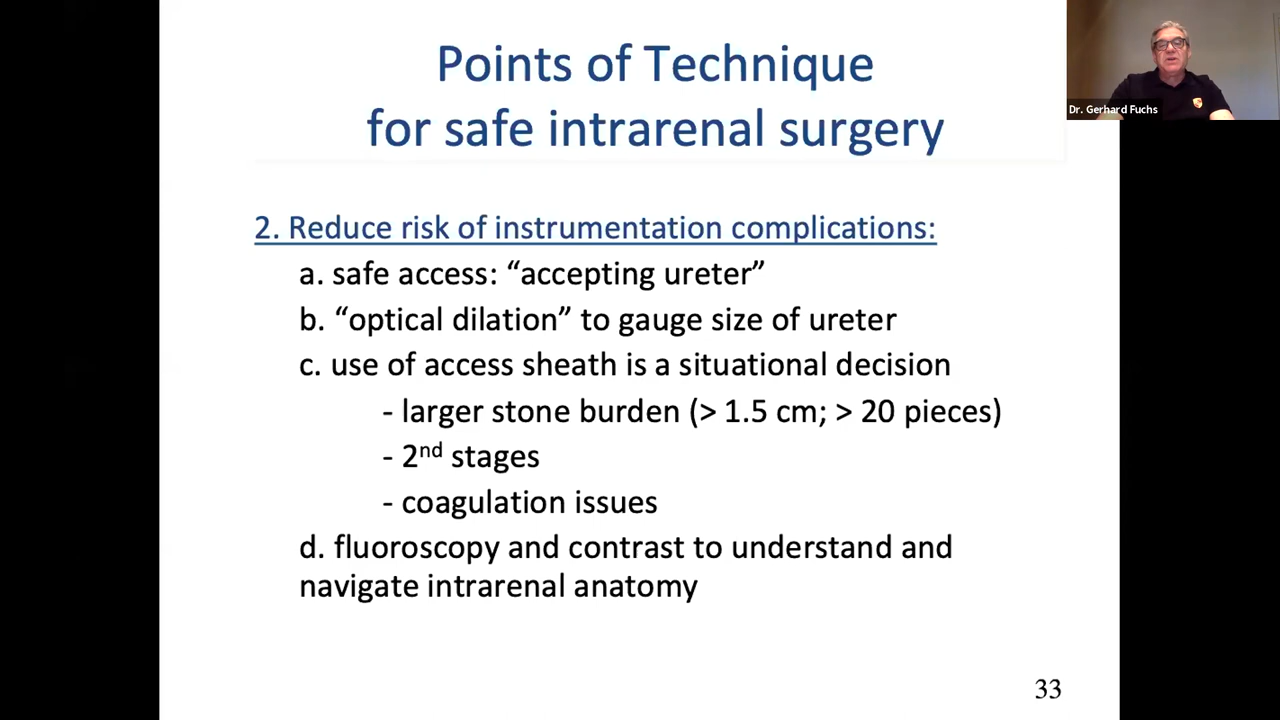 Points of Technique
for safe intrarenal surgery
Dr. Gerhard Fuchs
2. Reduce risk of instrumentation complications:
a. safe access: “accepting ureter”
b. “optical dilation” to gauge size of ureter
c. use of access sheath is a situational decision
- larger stone burden (> 1.5 cm; > 20 pieces)
- 2nd stages
- coagulation issues
d. fluoroscopy and contrast to understand and
navigate intrarenal anatomy
33